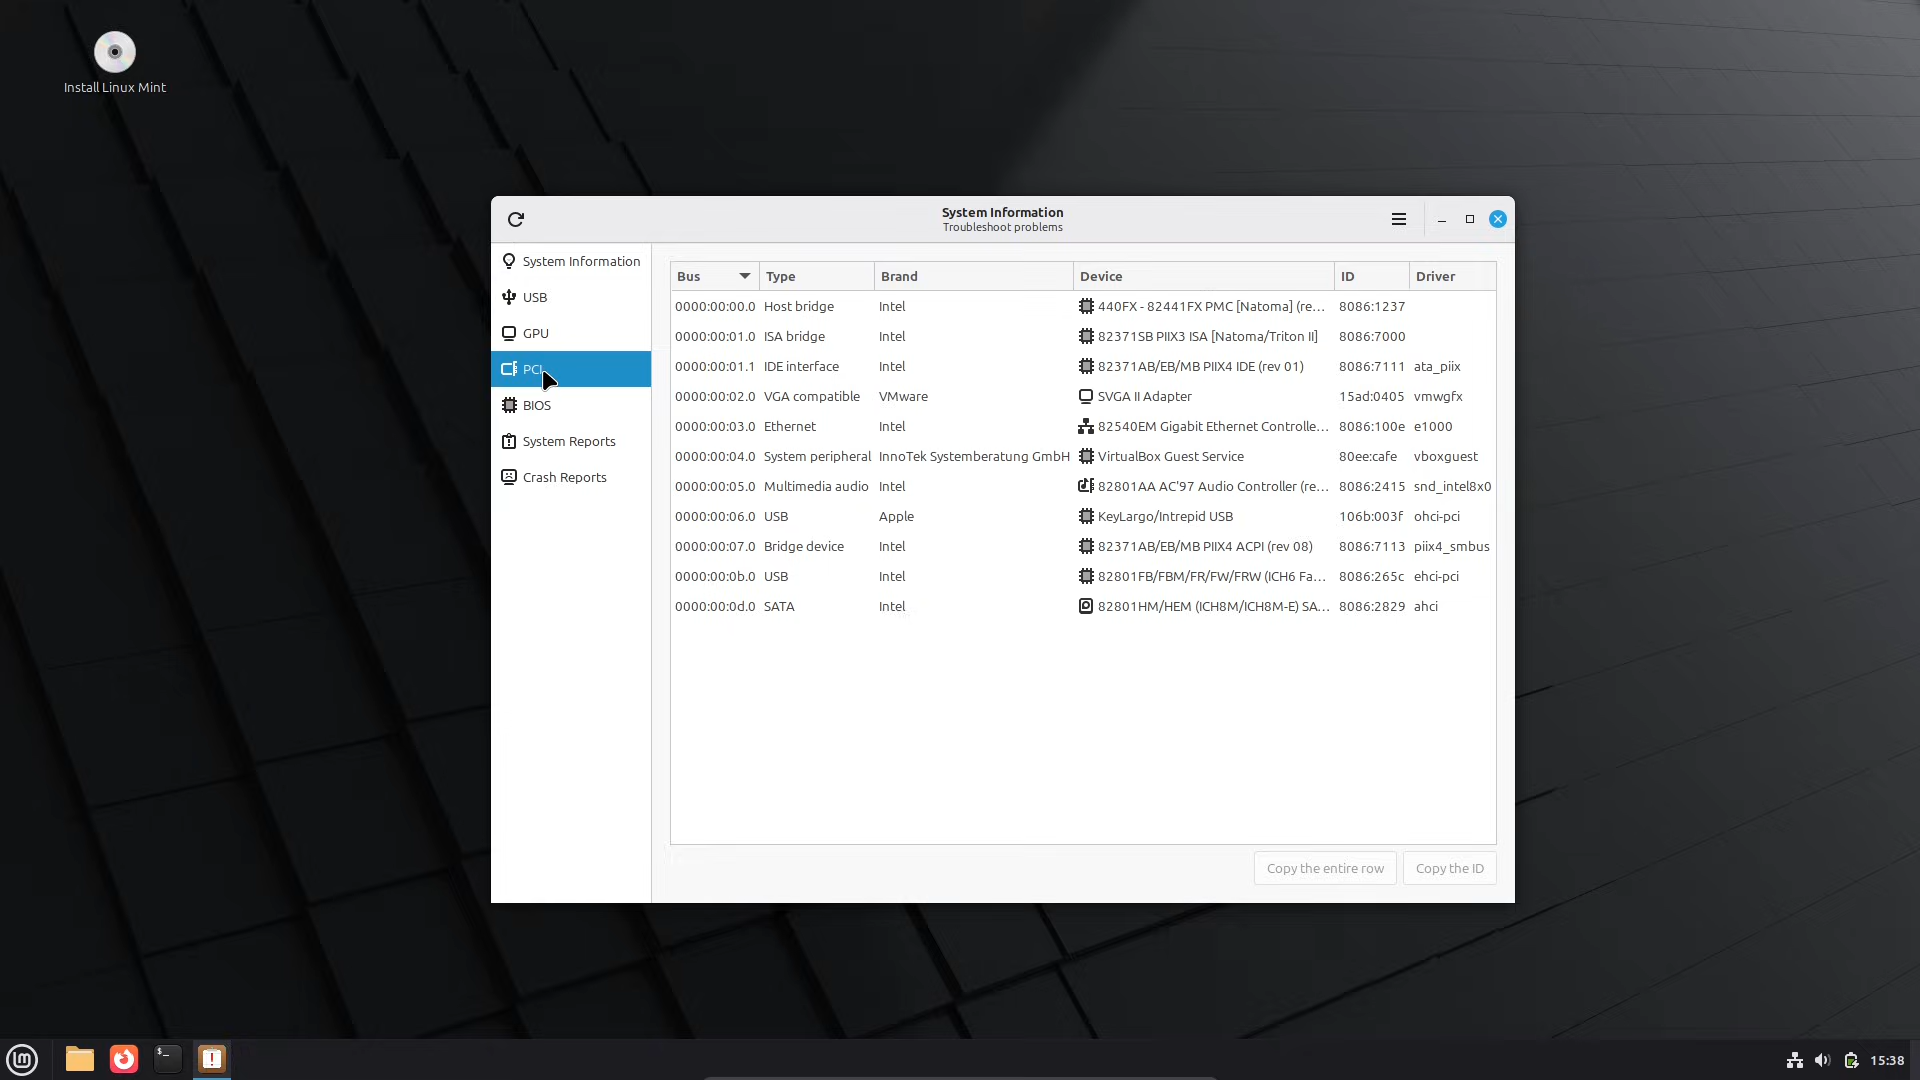 Install Linux Mint
System Information
Troubleshoot problems
System Information
USB
GPU
PCI
BIOS
System Reports
Crash Reports
Bus Type Brand Device ID Driver
0000:00:00.0 Host bridge Intel 440FX - 82441FX PMC [Natoma] (re... 8086:1237
0000:00:01.0 ISA bridge Intel 82371SB PIIX3 ISA [Natoma/Triton II] 8086:7000
0000:00:01.1 IDE interface Intel 82371AB/EB/MB PIIX4 IDE (rev 01) 8086:7111 ata_piix
0000:00:02.0 VGA compatible VMware SVGA II Adapter 15ad:0405 vmwgfx
0000:00:03.0 Ethernet Intel 82540EM Gigabit Ethernet Controlle... 8086:100e e1000
0000:00:04.0 System peripheral InnoTek Systemberatung GmbH VirtualBox Guest Service 80ee:cafe vboxguest
0000:00:05.0 Multimedia audio Intel 82801AA AC'97 Audio Controller (re... 8086:2415 snd_intel8x0
0000:00:06.0 USB Apple KeyLargo/Intrepid USB 106b:003f ohci-pci
0000:00:07.0 Bridge device Intel 82371AB/EB/MB PIIX4 ACPI (rev 08) 8086:7113 piix4_smbus
0000:00:0b.0 USB Intel 82801FB/FBM/FR/FW/FRW (ICH6 Fa... 8086:265c ehci-pci
0000:00:0d.0 SATA Intel 82801HM/HEM (ICH8M/ICH8M-E) SA... 8086:2829 ahci
Copy the entire row Copy the ID
15:38